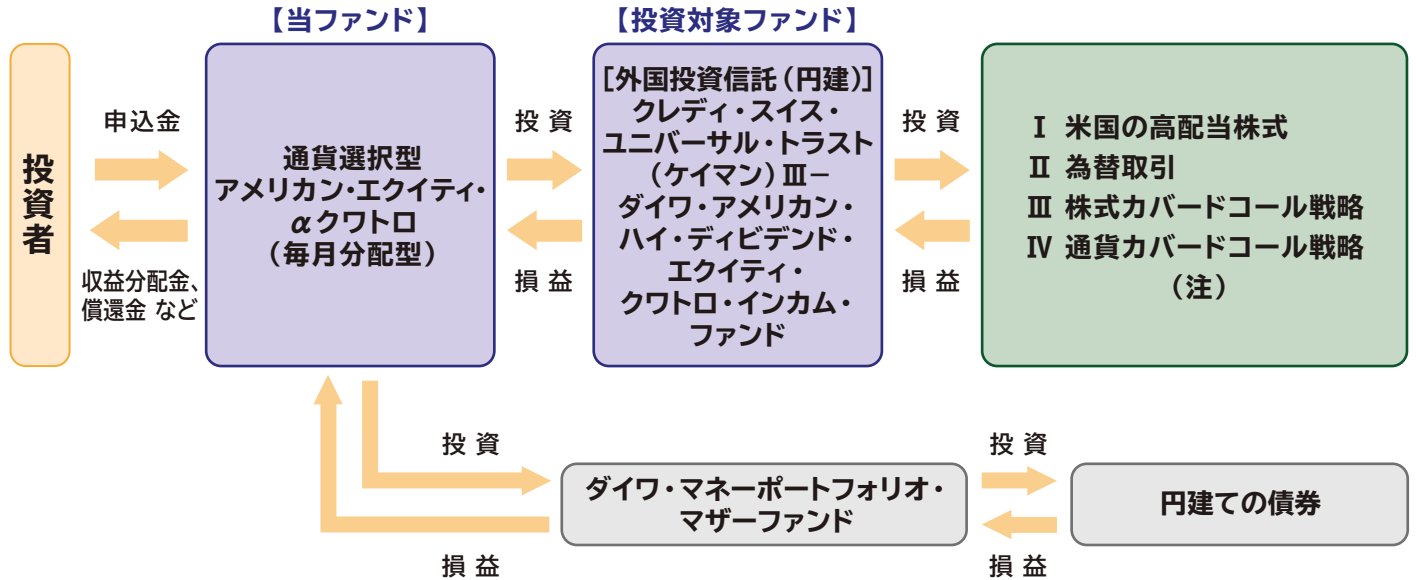 【当ファンド】
【投資対象ファンド】
投資者
申込金
収益分配金、
償還金 など
通貨選択型
アメリカン・エクイティ・
αクワトロ
（毎月分配型）
投 資
損 益
[外国投資信託（円建）]
クレディ・スイス・
ユニバーサル・トラスト
（ケイマン）Ⅲ－
ダイワ・アメリカン・
ハイ・ディビデンド・
エクイティ・
クワトロ・インカム・
ファンド
投 資
損 益
Ⅰ 米国の高配当株式
Ⅱ 為替取引
Ⅲ 株式カバードコール戦略
Ⅳ 通貨カバードコール戦略
（注）
投 資
損 益
ダイワ・マネーポートフォリオ・
マザーファンド
投 資
損 益
円建ての債券